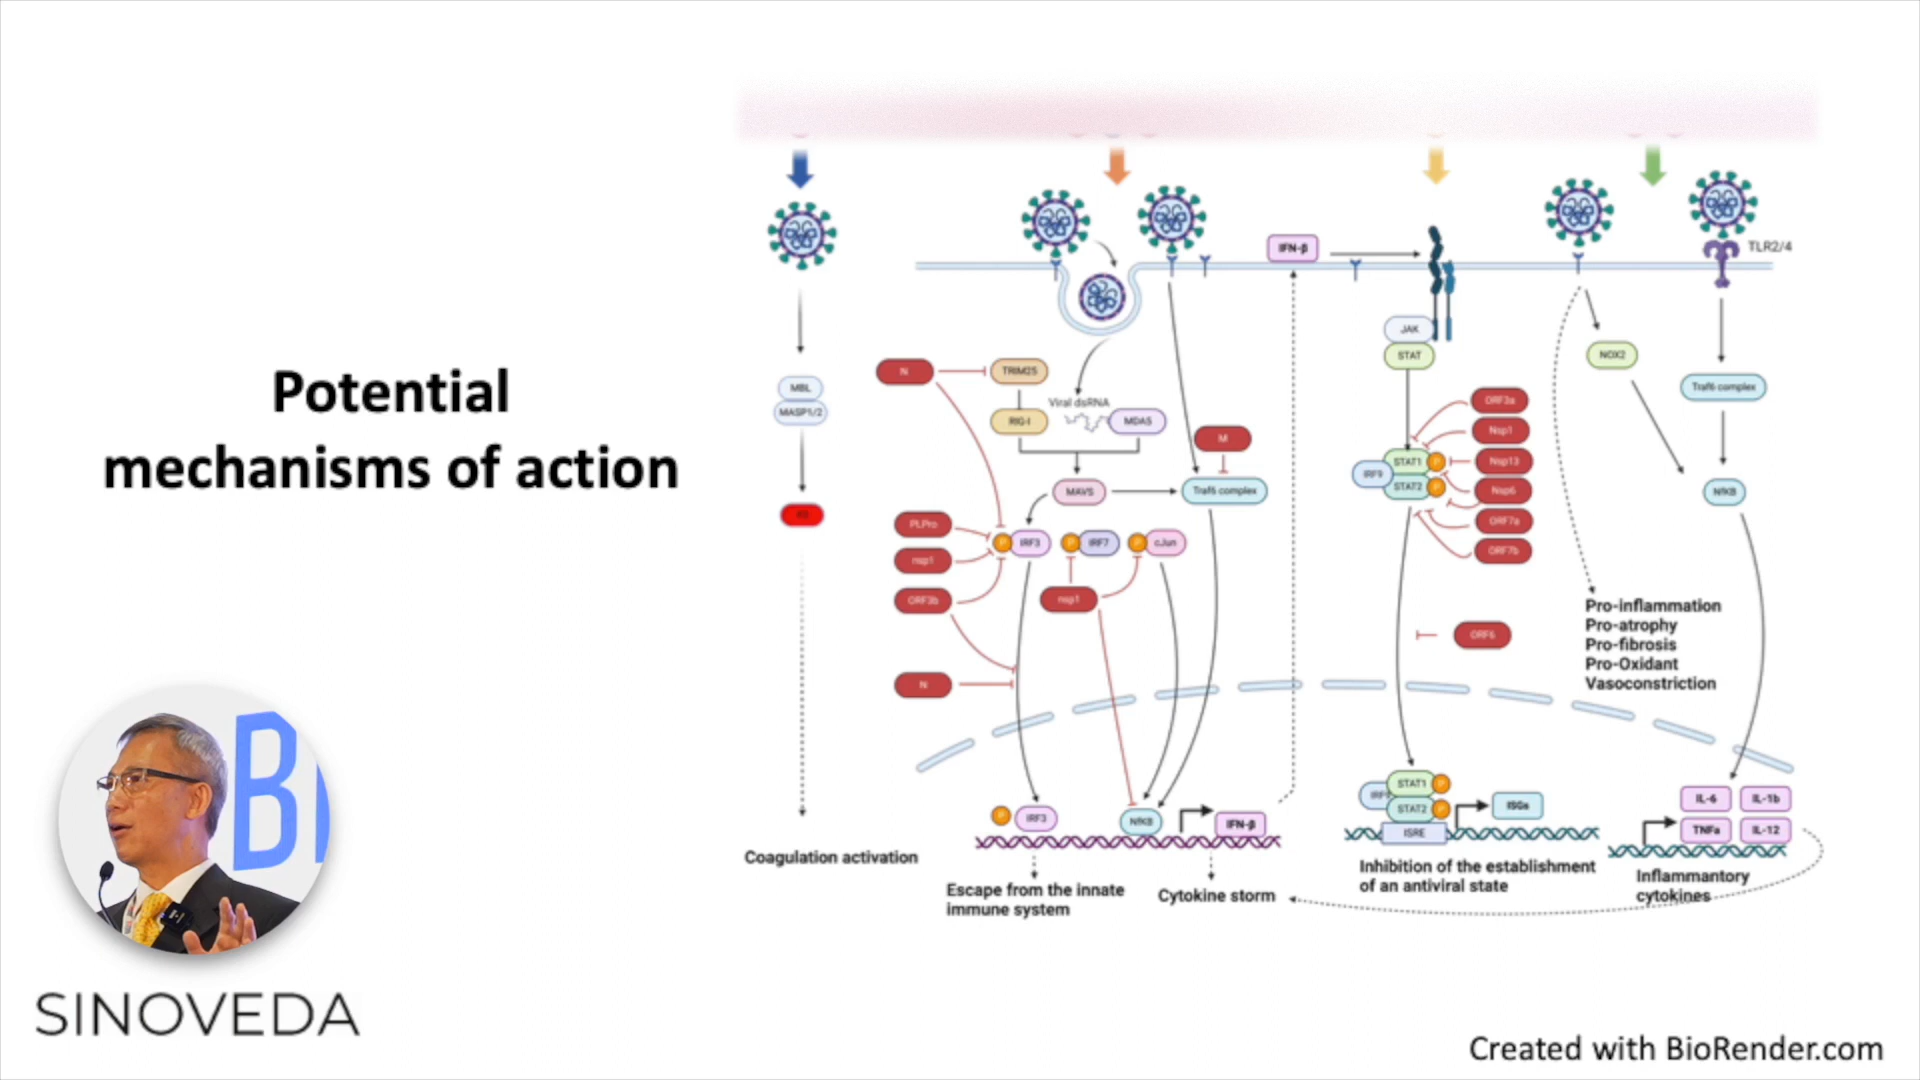 Potential
mechanisms of action
SINOVEDA
Created with BioRender.com
TLR2/4
IFN-β
JAK
STAT
NOX2
Traf6 complex
MBL
MASP1/2
N
TRIM25
Viral dsRNA
RIG-I
MDA5
M
MAVS
Traf6 complex
ORF3a
Nsp1
Nsp13
Nsp6
ORF7a
ORF7b
IRF9
STAT1
P
STAT2
P
NfKB
PLPro
nsp1
ORF3b
P
IRF3
P
IRF7
P
cJun
nsp1
N
ORF6
Pro-inflammation
Pro-atrophy
Pro-fibrosis
Pro-Oxidant
Vasoconstriction
P
IRF3
NfKB
IFN-β
IRF9
STAT1
P
STAT2
P
ISRE
ISGs
IL-6
IL-1b
TNFa
IL-12
Coagulation activation
Escape from the innate
immune system
Cytokine storm
Inhibition of the establishment
of an antiviral state
Inflammantory
cytokines